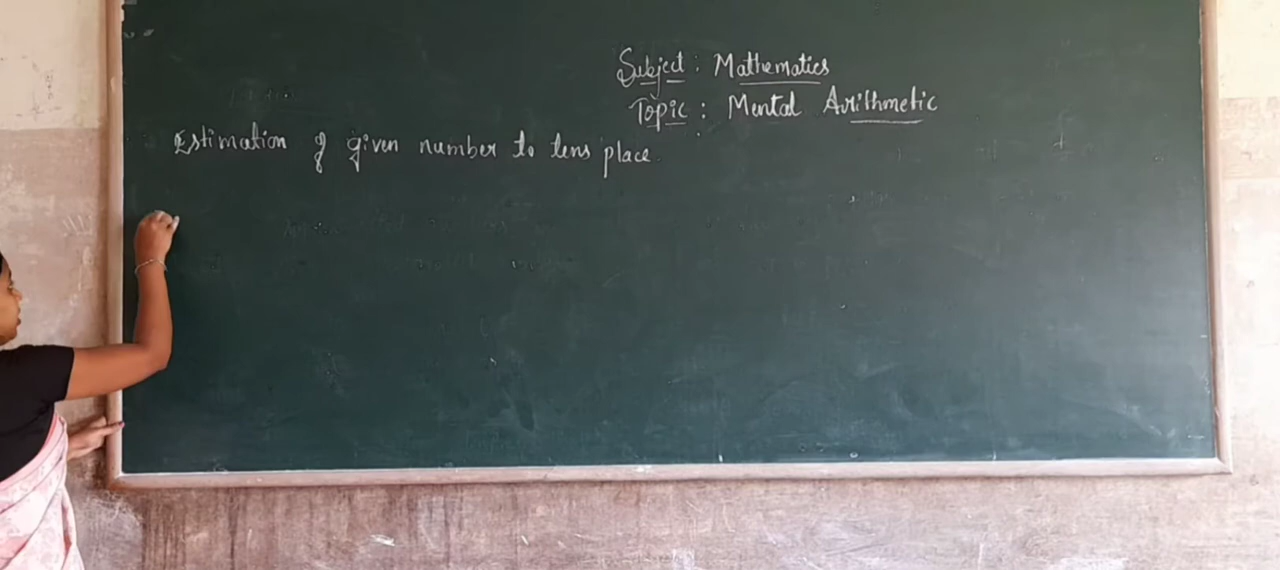 Subject : Mathematics
Topic : Mental Arithmetic
Estimation of given number to tens place.